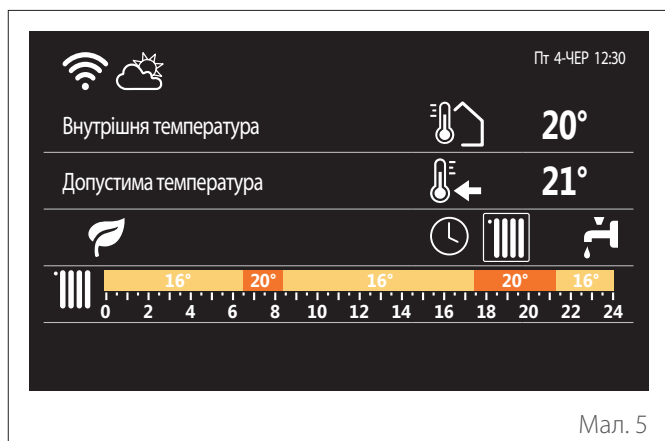 Пт 4-ЧЕР 12:30
Внутрішня температура 20°
Допустима температура 21°
16° 20° 16° 20° 16°
0 2 4 6 8 10 12 14 16 18 20 22 24
Мал. 5